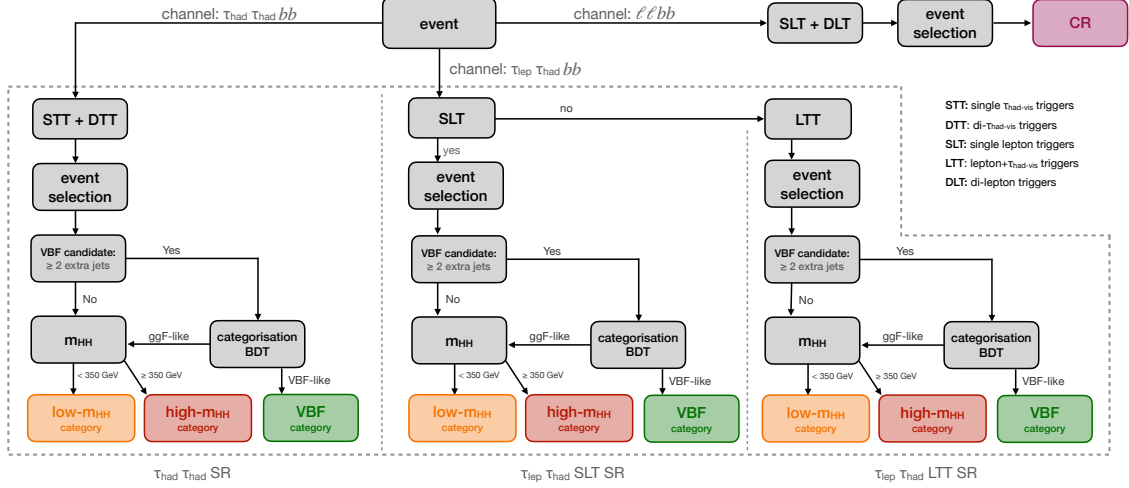 channel: τhad τhad bb
event
channel: ℓℓbb
SLT + DLT
event
selection
CR
channel: τlep τhad bb
STT + DTT
SLT
no
LTT
yes
STT: single τhad-vis triggers
DTT: di-τhad-vis triggers
SLT: single lepton triggers
LTT: lepton+τhad-vis triggers
DLT: di-lepton triggers
event
selection
event
selection
event
selection
VBF candidate:
≥ 2 extra jets
Yes
No
VBF candidate:
≥ 2 extra jets
Yes
No
VBF candidate:
≥ 2 extra jets
Yes
No
mHH
ggF-like
categorisation
BDT
mHH
ggF-like
categorisation
BDT
mHH
ggF-like
categorisation
BDT
< 350 GeV
≥ 350 GeV
VBF-like
< 350 GeV
≥ 350 GeV
VBF-like
< 350 GeV
≥ 350 GeV
VBF-like
low-mHH
category
high-mHH
category
VBF
category
low-mHH
category
high-mHH
category
VBF
category
low-mHH
category
high-mHH
category
VBF
category
τhad τhad SR
τlep τhad SLT SR
τlep τhad LTT SR